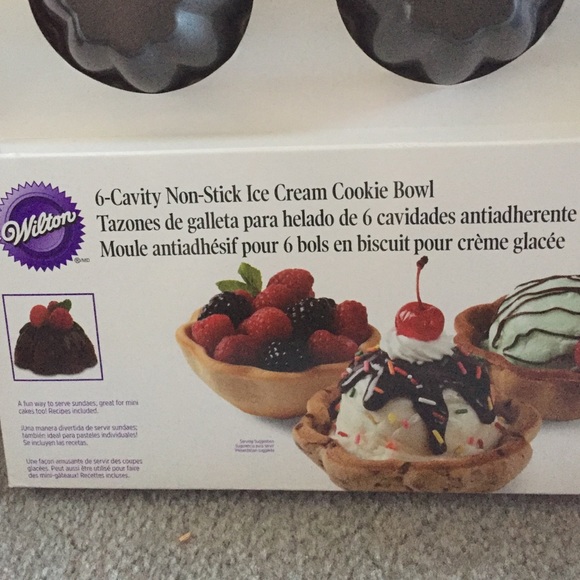 Wilton
6-Cavity Non-Stick Ice Cream Cookie Bowl
Tazones de galleta para helado de 6 cavidades antiadherente
Moule antiadhésif pour 6 bols en biscuit pour crème glacée
A fun way to serve sundaes, great for mini
cakes too! Recipes included.
¡Una manera divertida de servir sundaes;
también ideal para pasteles individuales!
Se incluyen las recetas.
Une façon amusante de servir des coupes
glacées. Peut aussi être utilisé pour faire
des mini-gâteaux! Recettes incluses.
Serving Suggestion